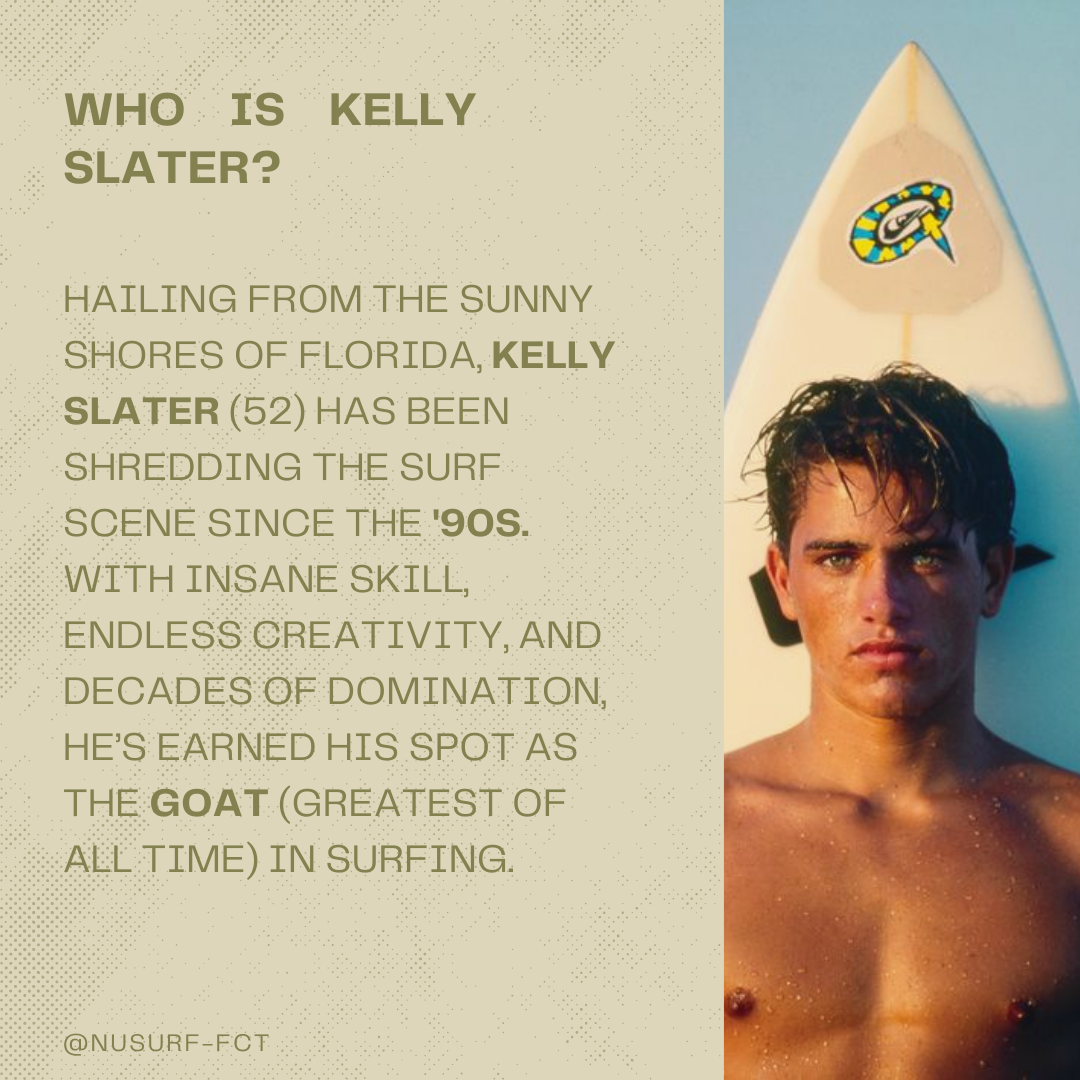 WHO IS KELLY
SLATER?
HAILING FROM THE SUNNY
SHORES OF FLORIDA, KELLY
SLATER (52) HAS BEEN
SHREDDING THE SURF
SCENE SINCE THE '90S.
WITH INSANE SKILL,
ENDLESS CREATIVITY, AND
DECADES OF DOMINATION,
HE’S EARNED HIS SPOT AS
THE GOAT (GREATEST OF
ALL TIME) IN SURFING.
@NUSURF-FCT